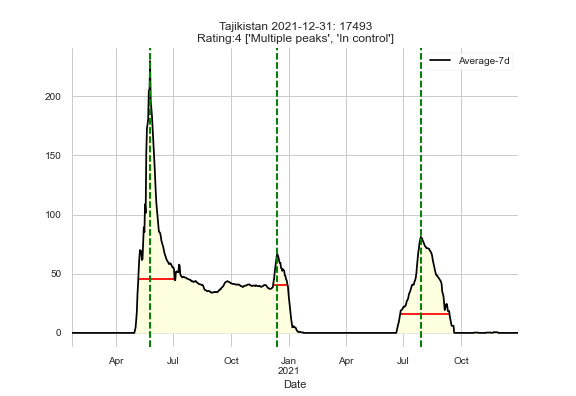 Tajikistan 2021-12-31: 17493
Rating:4 ['Multiple peaks', 'In control']
Average-7d
200
150
100
50
0
Apr
Jul
Oct
Jan
2021
Apr
Jul
Oct
Date